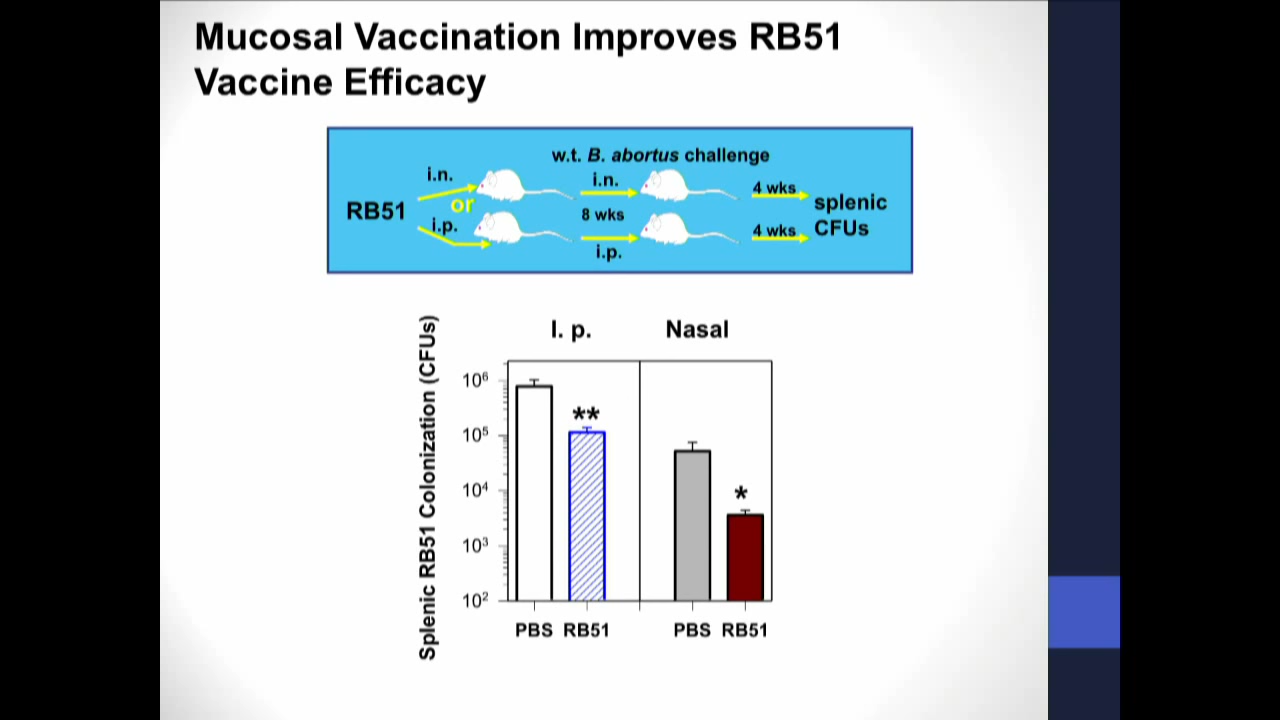 Mucosal Vaccination Improves RB51
Vaccine Efficacy
w.t. B. abortus challenge
i.n.
i.n.
4 wks
RB51
or
8 wks
splenic
CFUs
i.p.
4 wks
i.p.
I. p.
Nasal
Splenic RB51 Colonization (CFUs)
10⁶
10⁵
10⁴
10³
10²
**
*
PBS RB51
PBS RB51